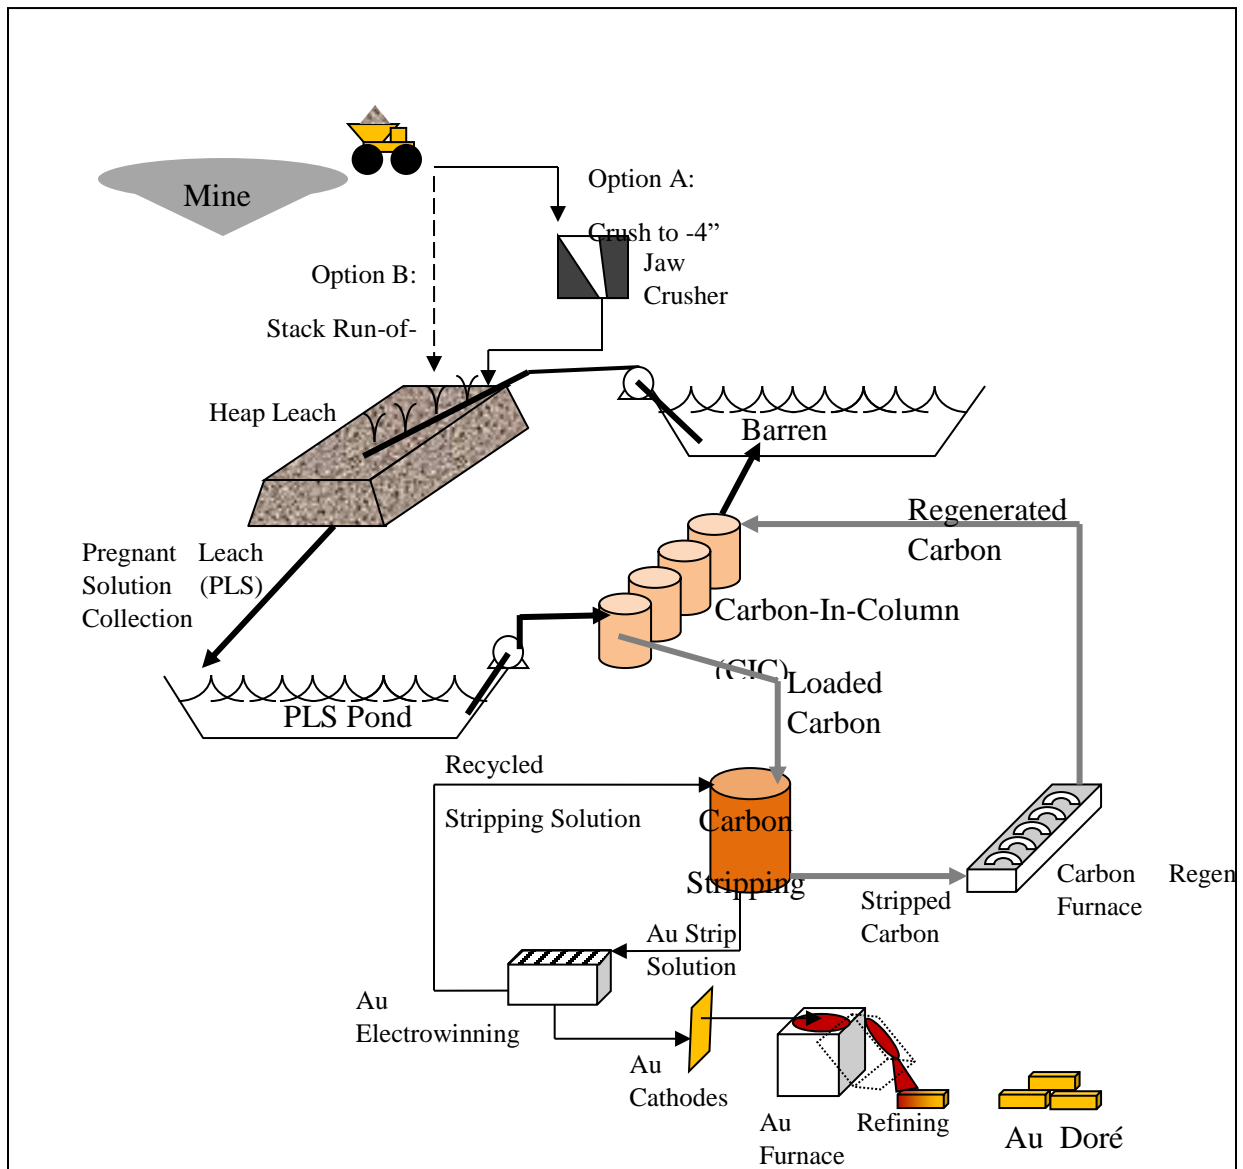 Mine
Option A:
Crush to -4”
Jaw
Crusher
Option B:
Stack Run-of-
Heap Leach
Barren
Pregnant Leach
Solution (PLS)
Collection
Regenerated
Carbon
Carbon-In-Column
(CIC)
Loaded
Carbon
PLS Pond
Recycled
Stripping Solution
Carbon
Stripping
Stripped
Carbon
Carbon Regen
Furnace
Au Strip
Solution
Au
Electrowinning
Au
Cathodes
Au Refining
Furnace
Au Doré